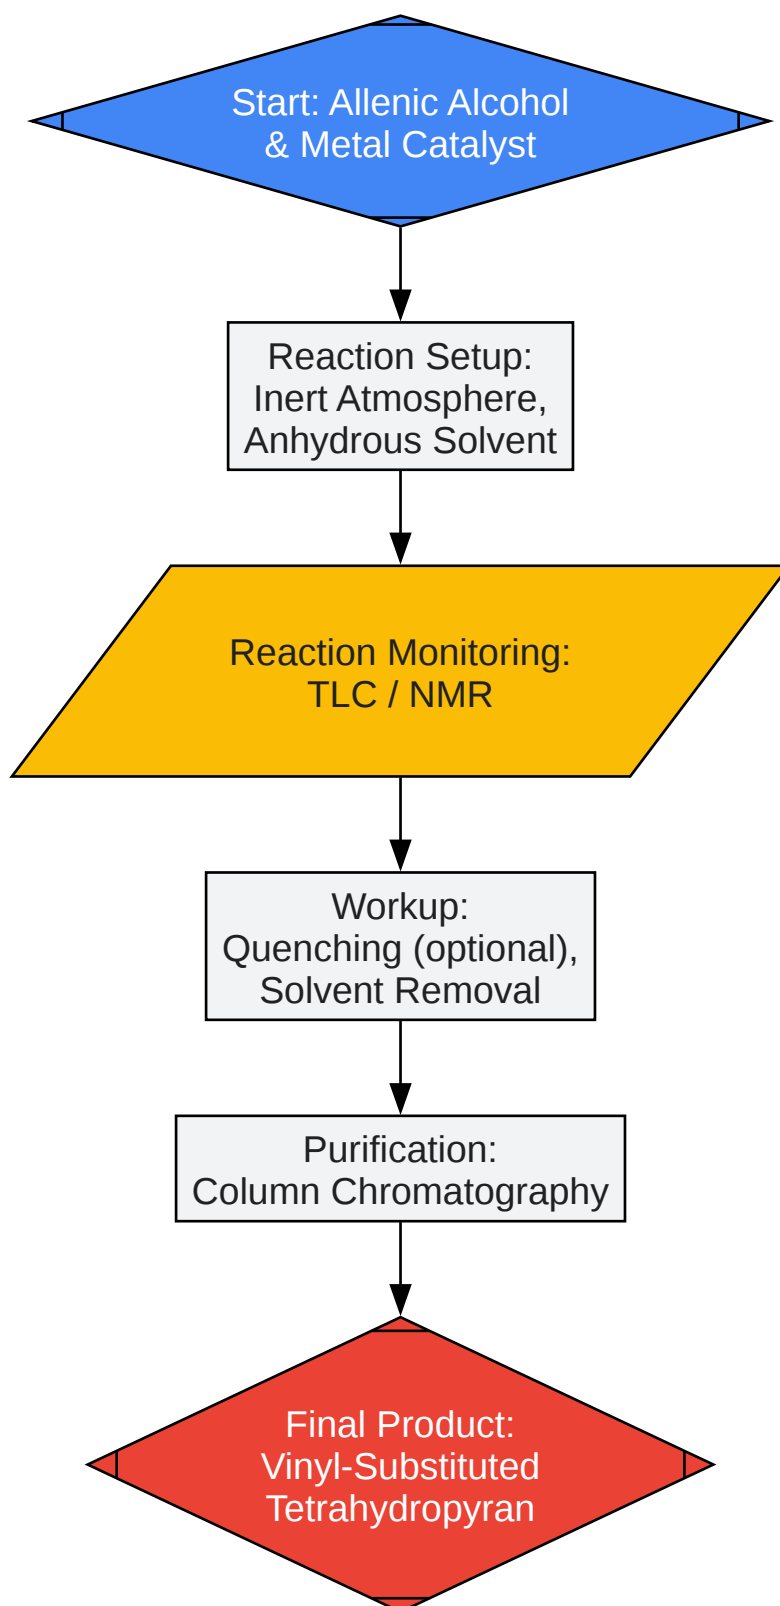 Start: Allenic Alcohol
& Metal Catalyst
Reaction Setup:
Inert Atmosphere,
Anhydrous Solvent
Reaction Monitoring:
TLC / NMR
Workup:
Quenching (optional),
Solvent Removal
Purification:
Column Chromatography
Final Product:
Vinyl-Substituted
Tetrahydropyran